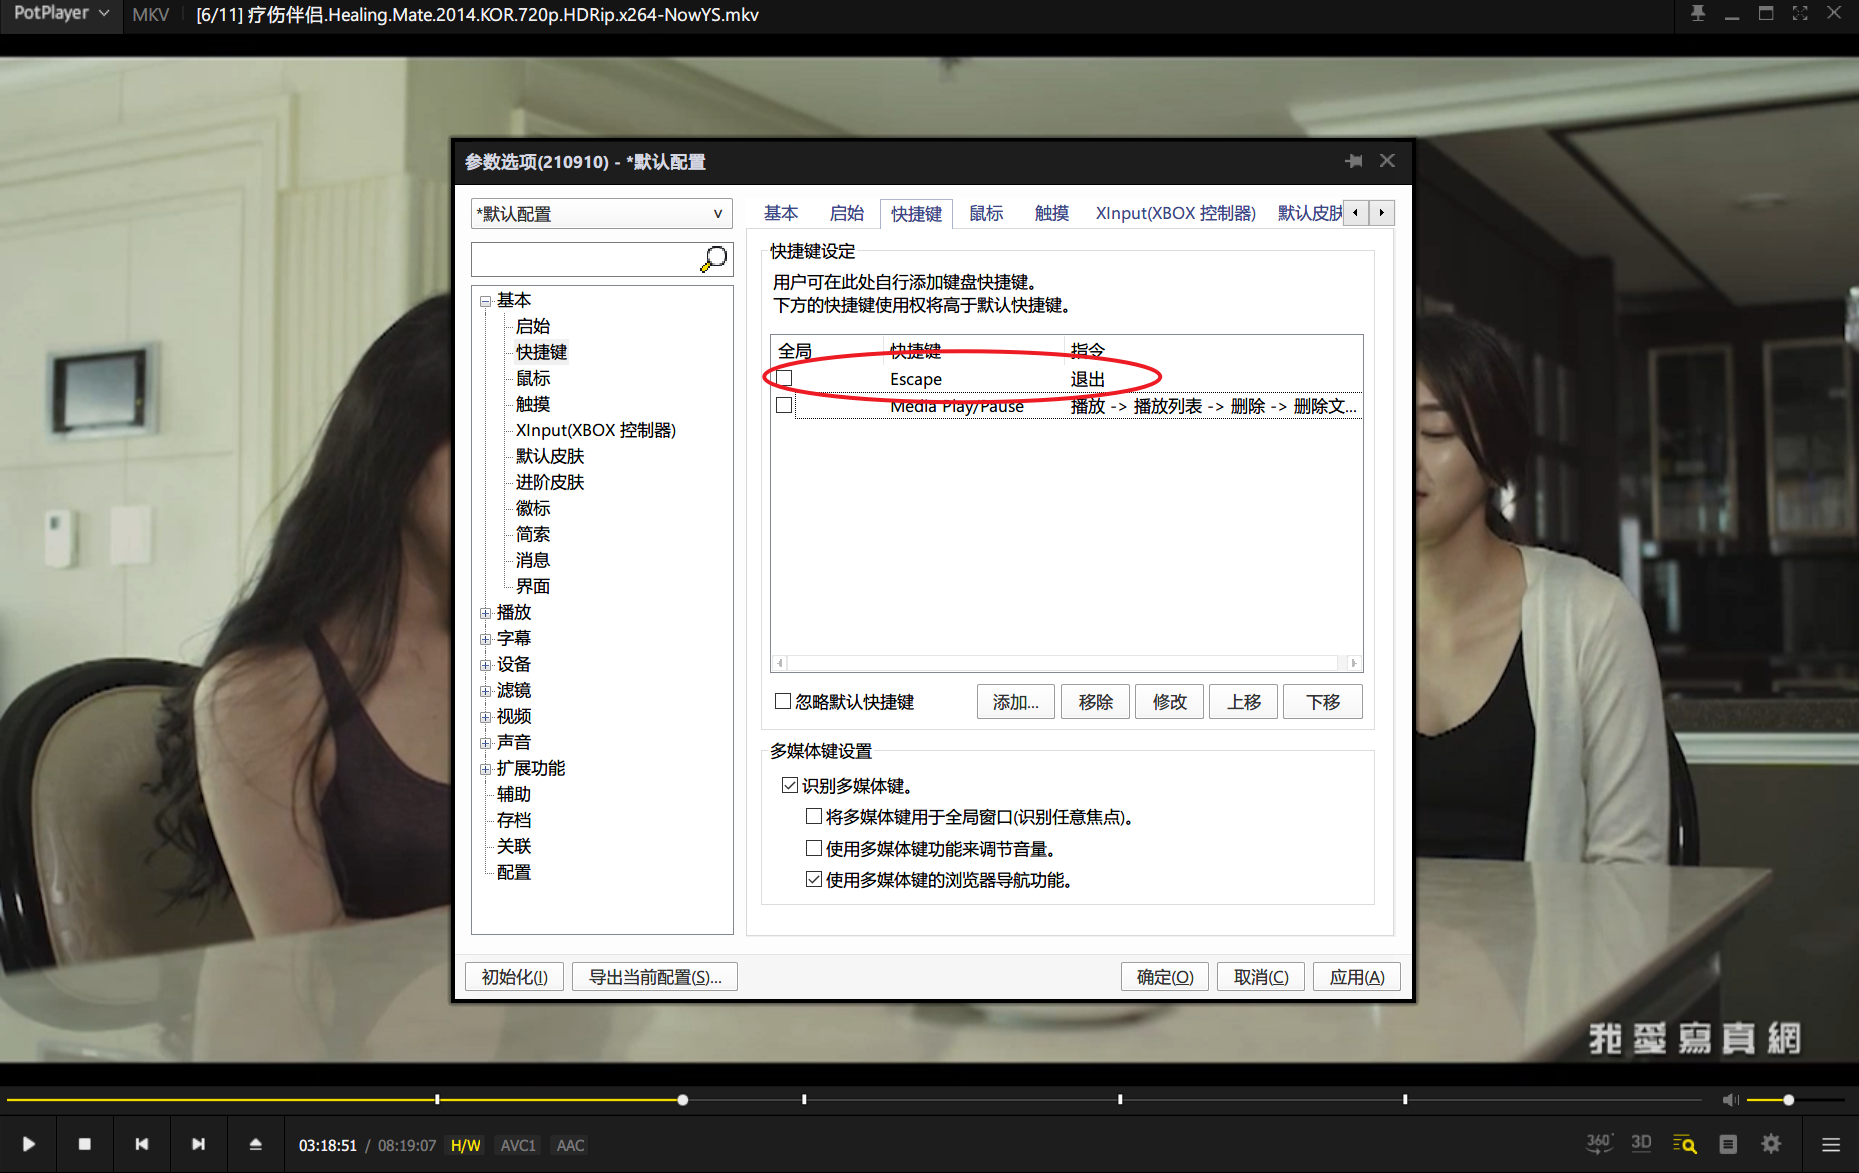 PotPlayer MKV [6/11] 疗伤伴侣.Healing.Mate.2014.KOR.720p.HDRip.x264-NowYS.mkv
参数选项(210910) - *默认配置
*默认配置
基本
启始
快捷键
鼠标
触摸
XInput(XBOX 控制器)
默认皮肤
进阶皮肤
徽标
简索
消息
界面
播放
字幕
设备
滤镜
视频
声音
扩展功能
辅助
存档
关联
配置
基本 启始 快捷键 鼠标 触摸 XInput(XBOX 控制器) 默认皮肤
快捷键设定
用户可在此处自行添加键盘快捷键。
下方的快捷键使用权将高于默认快捷键。
全局 快捷键 指令
Escape 退出
Media Play/Pause 播放 -> 播放列表 -> 删除 -> 删除文...
忽略默认快捷键 添加... 移除 修改 上移 下移
多媒体键设置
识别多媒体键。
将多媒体键用于全局窗口(识别任意焦点)。
使用多媒体键功能来调节音量。
使用多媒体键的浏览器导航功能。
初始化(I) 导出当前配置(S)... 确定(O) 取消(C) 应用(A)
我愛寫真網
03:18:51 / 08:19:07 H/W AVC1 AAC 360° 3D